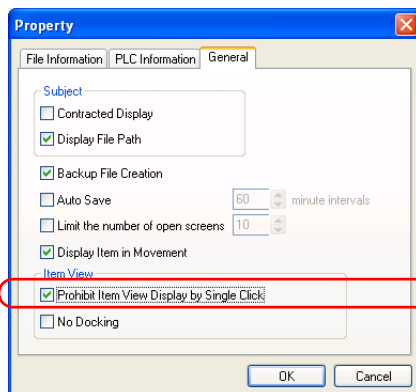 Property
File Information PLC Information General
Subject
Contracted Display
Display File Path
Backup File Creation
Auto Save 60 minute intervals
Limit the number of open screens 10
Display Item in Movement
Item View
Prohibit Item View Display by Single Click
No Docking
OK Cancel